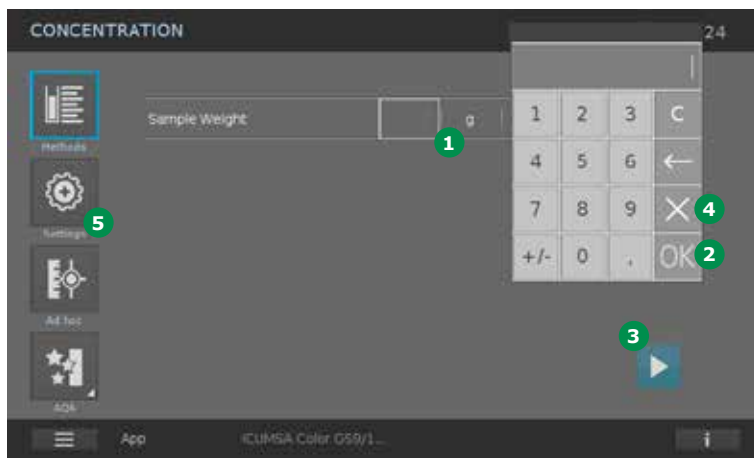 CONCENTRATION
24
Methods
Sample Weight
g
1
1 2 3 C
4 5 6 ←
7 8 9 X
4
+/- 0 , OK
2
Settings
5
3
Ad hoc
AQA
App
ICUMSA Color GS9/1...
i